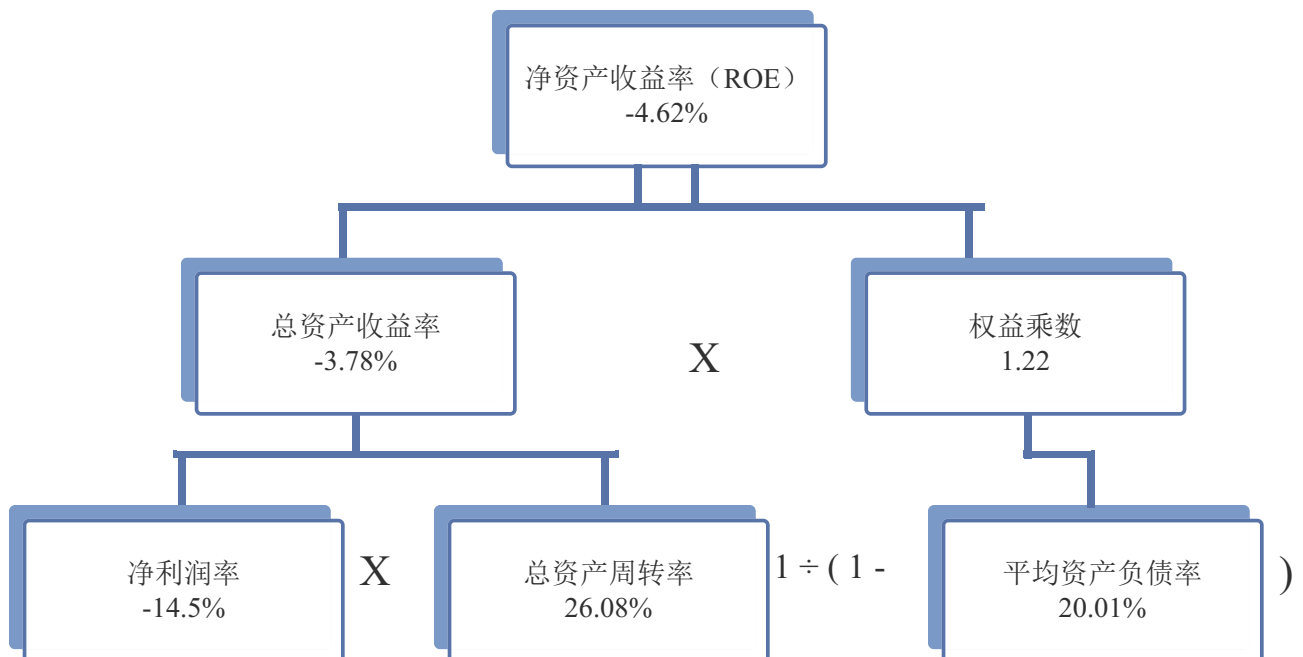 净资产收益率（ROE）
-4.62%
总资产收益率
-3.78%
X
权益乘数
1.22
净利润率
-14.5%
X
总资产周转率
26.08%
1 ÷ ( 1 -
平均资产负债率
20.01%
)